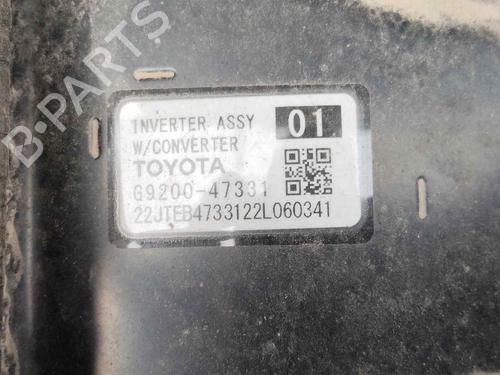 B-PARTS
INVERTER ASSY 01
W/CONVERTER
TOYOTA
G9200-47331
22JTEB4733122L060341